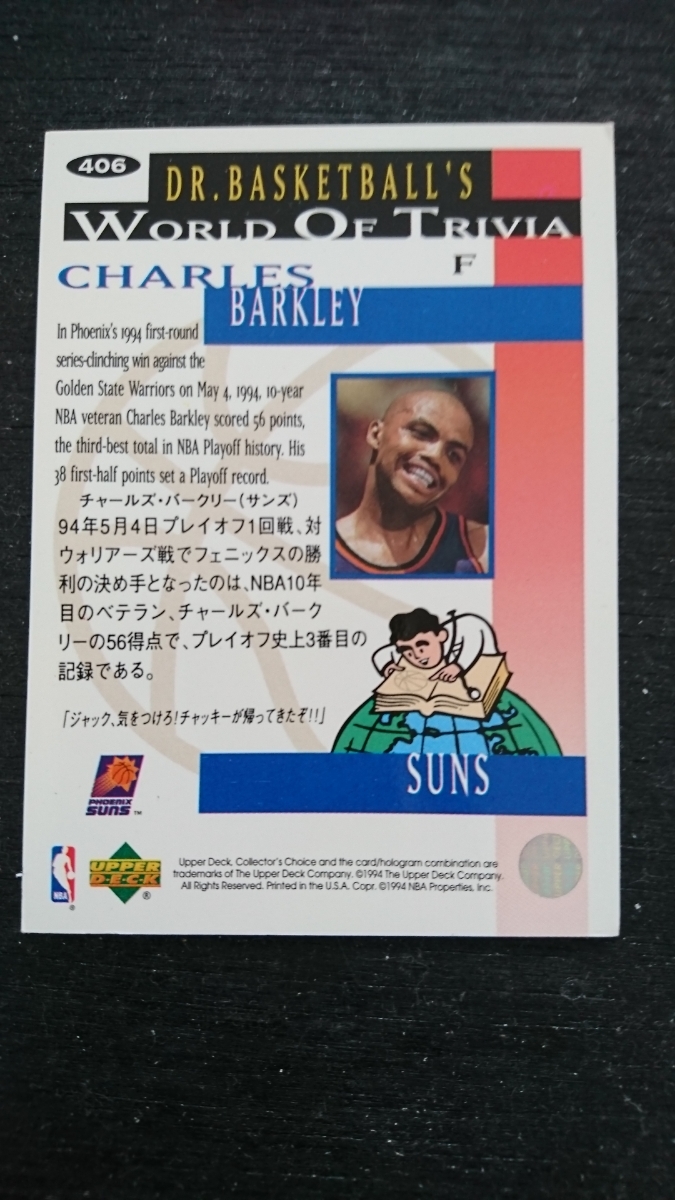 406
DR. BASKETBALL'S
WORLD OF TRIVIA
CHARLES
F
BARKLEY
In Phoenix's 1994 first-round
series-clinching win against the
Golden State Warriors on May 4, 1994, 10-year
NBA veteran Charles Barkley scored 56 points,
the third-best total in NBA Playoff history. His
38 first-half points set a Playoff record.
チャールズ・バークリー(サンズ)
94年5月4日プレイオフ1回戦、対
ウォリアーズ戦でフェニックスの勝
利の決め手となったのは、NBA10年
目のベテラン、チャールズ・バーク
リーの56得点で、プレイオフ史上3番目の
記録である。
「ジャック、気をつけろ!チャッキーが帰ってきたぞ!!」
SUNS
PHOENIX
SUNS™
NBA
®
UPPER
DECK
®
Upper Deck, Collector's Choice and the card/hologram combination are
trademarks of The Upper Deck Company. ©1994 The Upper Deck Company.
All Rights Reserved. Printed in the U.S.A. Copr. ©1994 NBA Properties, Inc.